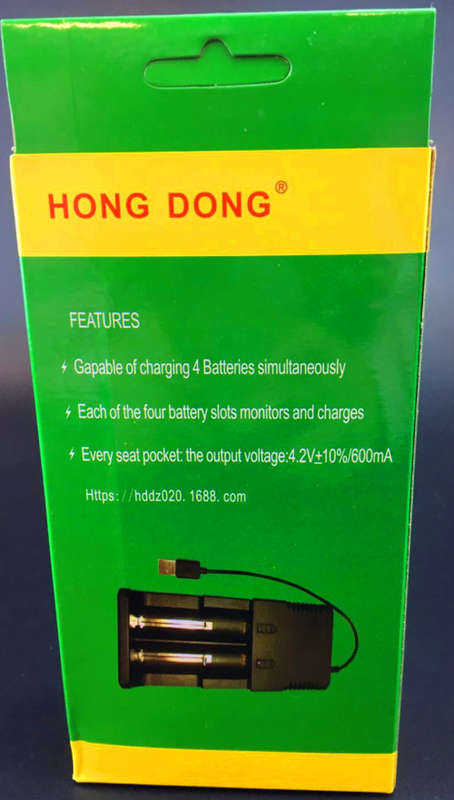 HONG DONG®
FEATURES
Gapable of charging 4 Batteries simultaneously
Each of the four battery slots monitors and charges
Every seat pocket: the output voltage:4.2V±10%/600mA
Https://hddz020.1688.com